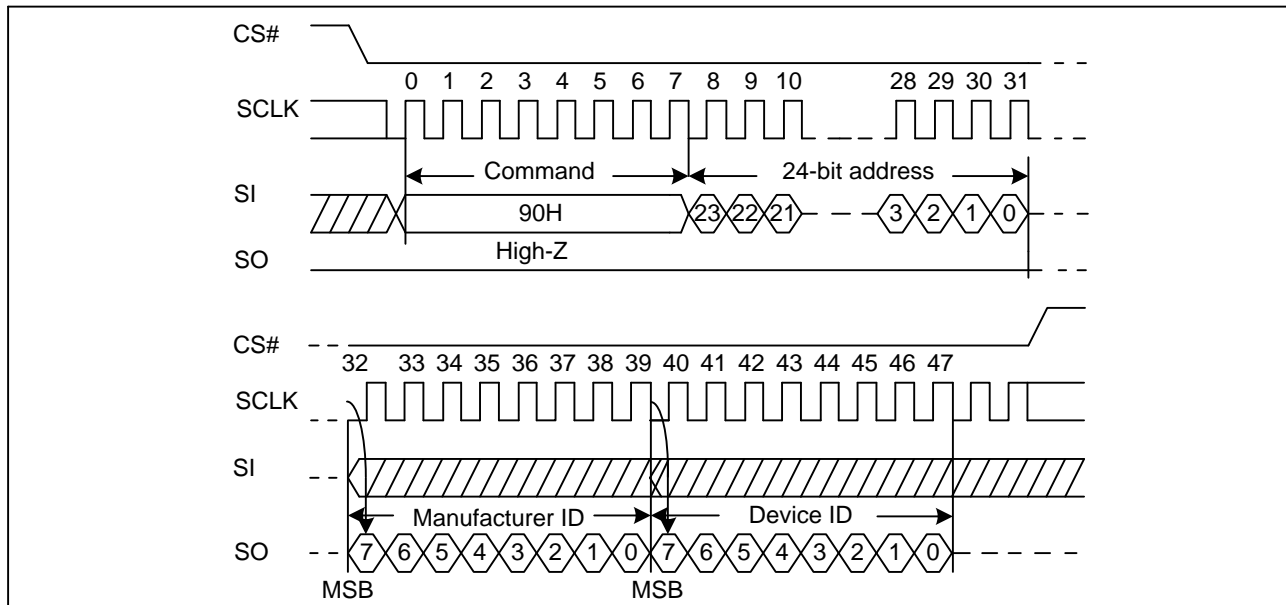 CS#
0 1 2 3 4 5 6 7 8 9 10 28 29 30 31
SCLK
Command 24-bit address
SI
90H 23 22 21 3 2 1 0
High-Z
SO
CS#
32 33 34 35 36 37 38 39 40 41 42 43 44 45 46 47
SCLK
SI
Manufacturer ID Device ID
SO 7 6 5 4 3 2 1 0 7 6 5 4 3 2 1 0
MSB MSB